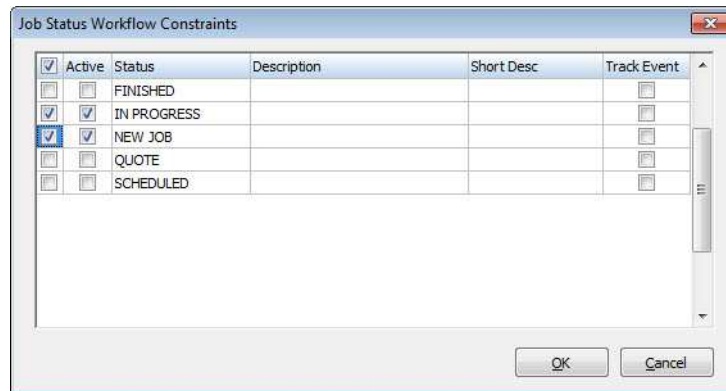 Job Status Workflow Constraints
Active Status Description Short Desc Track Event
FINISHED
IN PROGRESS
NEW JOB
QUOTE
SCHEDULED
OK Cancel